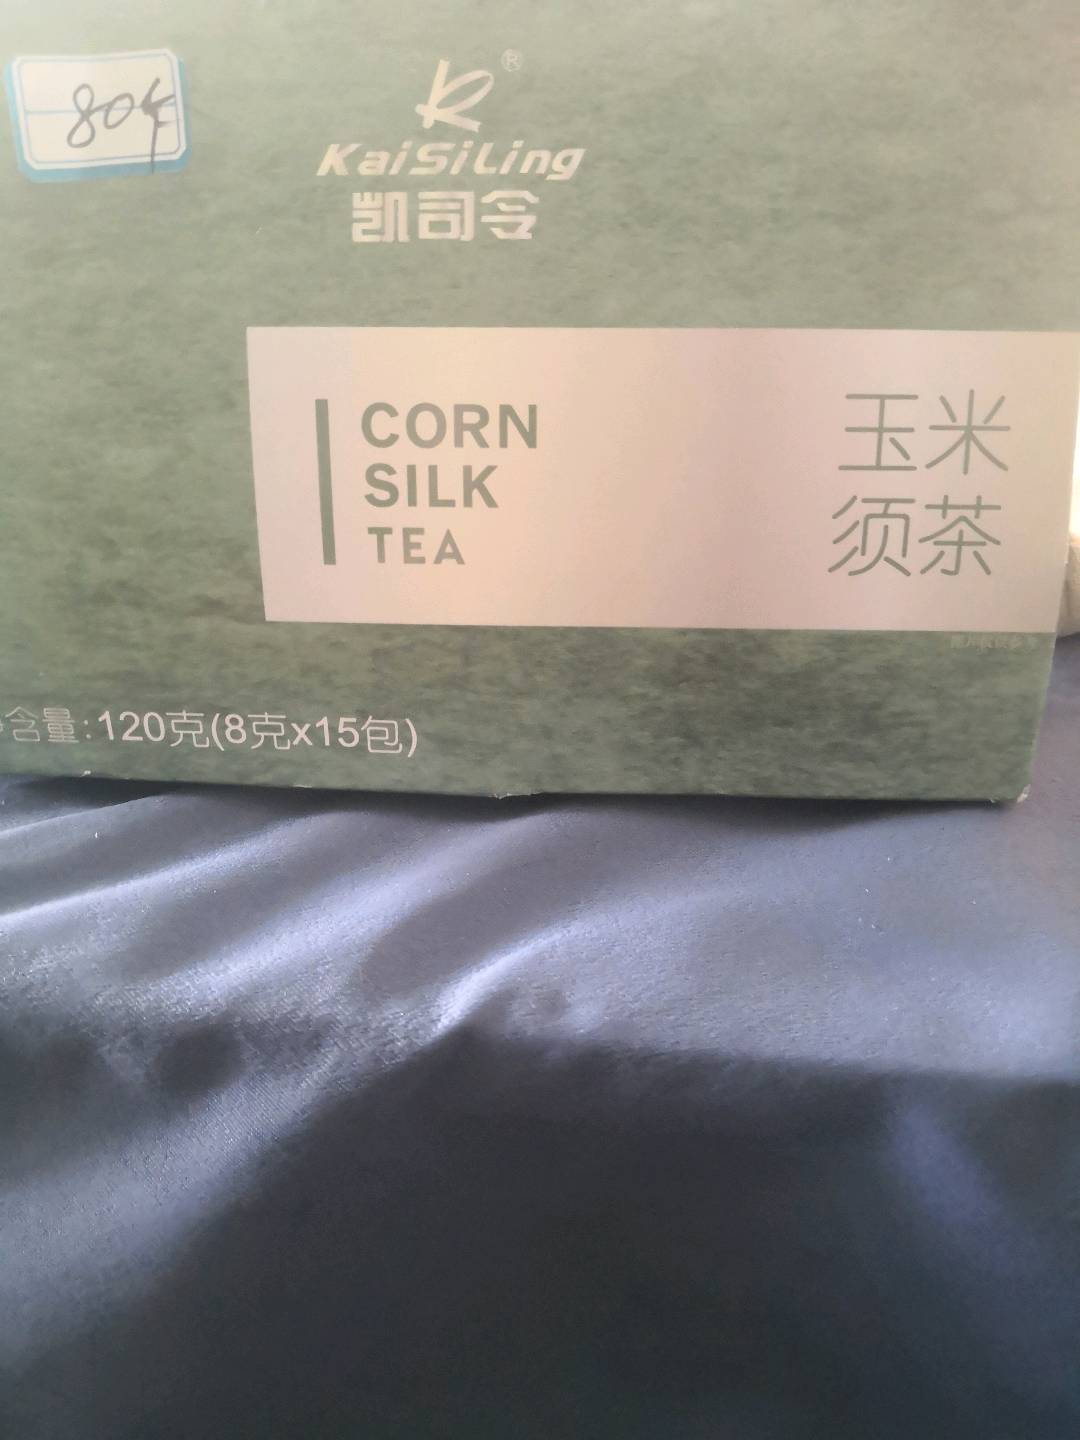 80
KaiSiLing
凯司令
CORN
SILK
TEA
玉米
须茶
含量:120克(8克x15包)